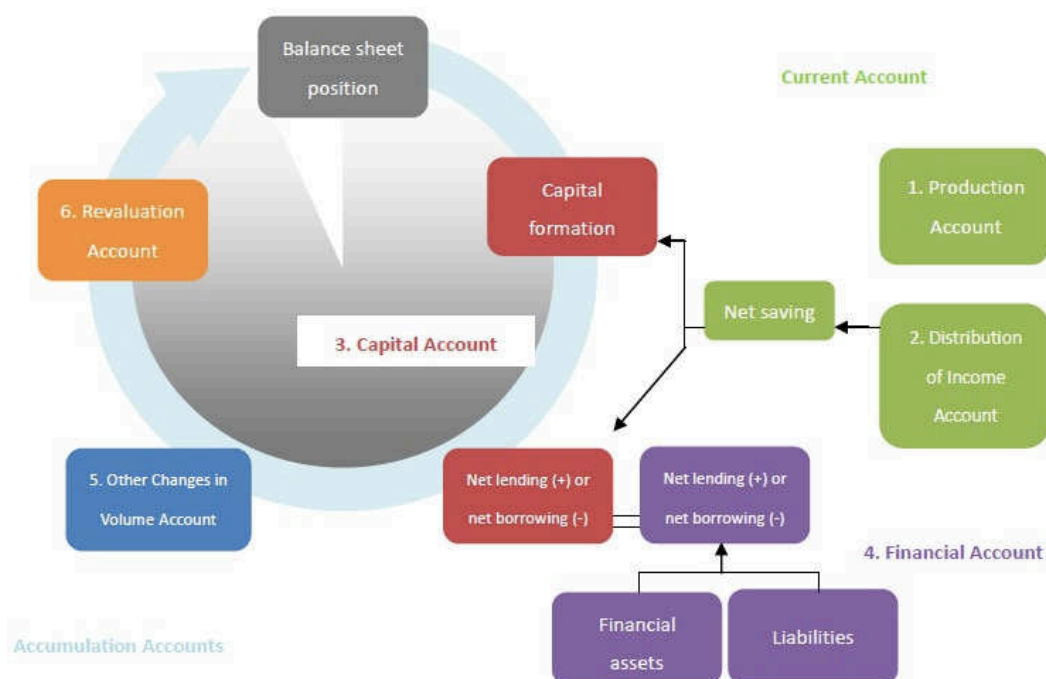 Balance sheet
position
Current Account
Capital
formation
1. Production
Account
6. Revaluation
Account
Net saving
3. Capital Account
2. Distribution
of Income
Account
5. Other Changes in
Volume Account
Net lending (+) or
net borrowing (-)
Net lending (+) or
net borrowing (-)
4. Financial Account
Financial
assets
Liabilities
Accumulation Accounts